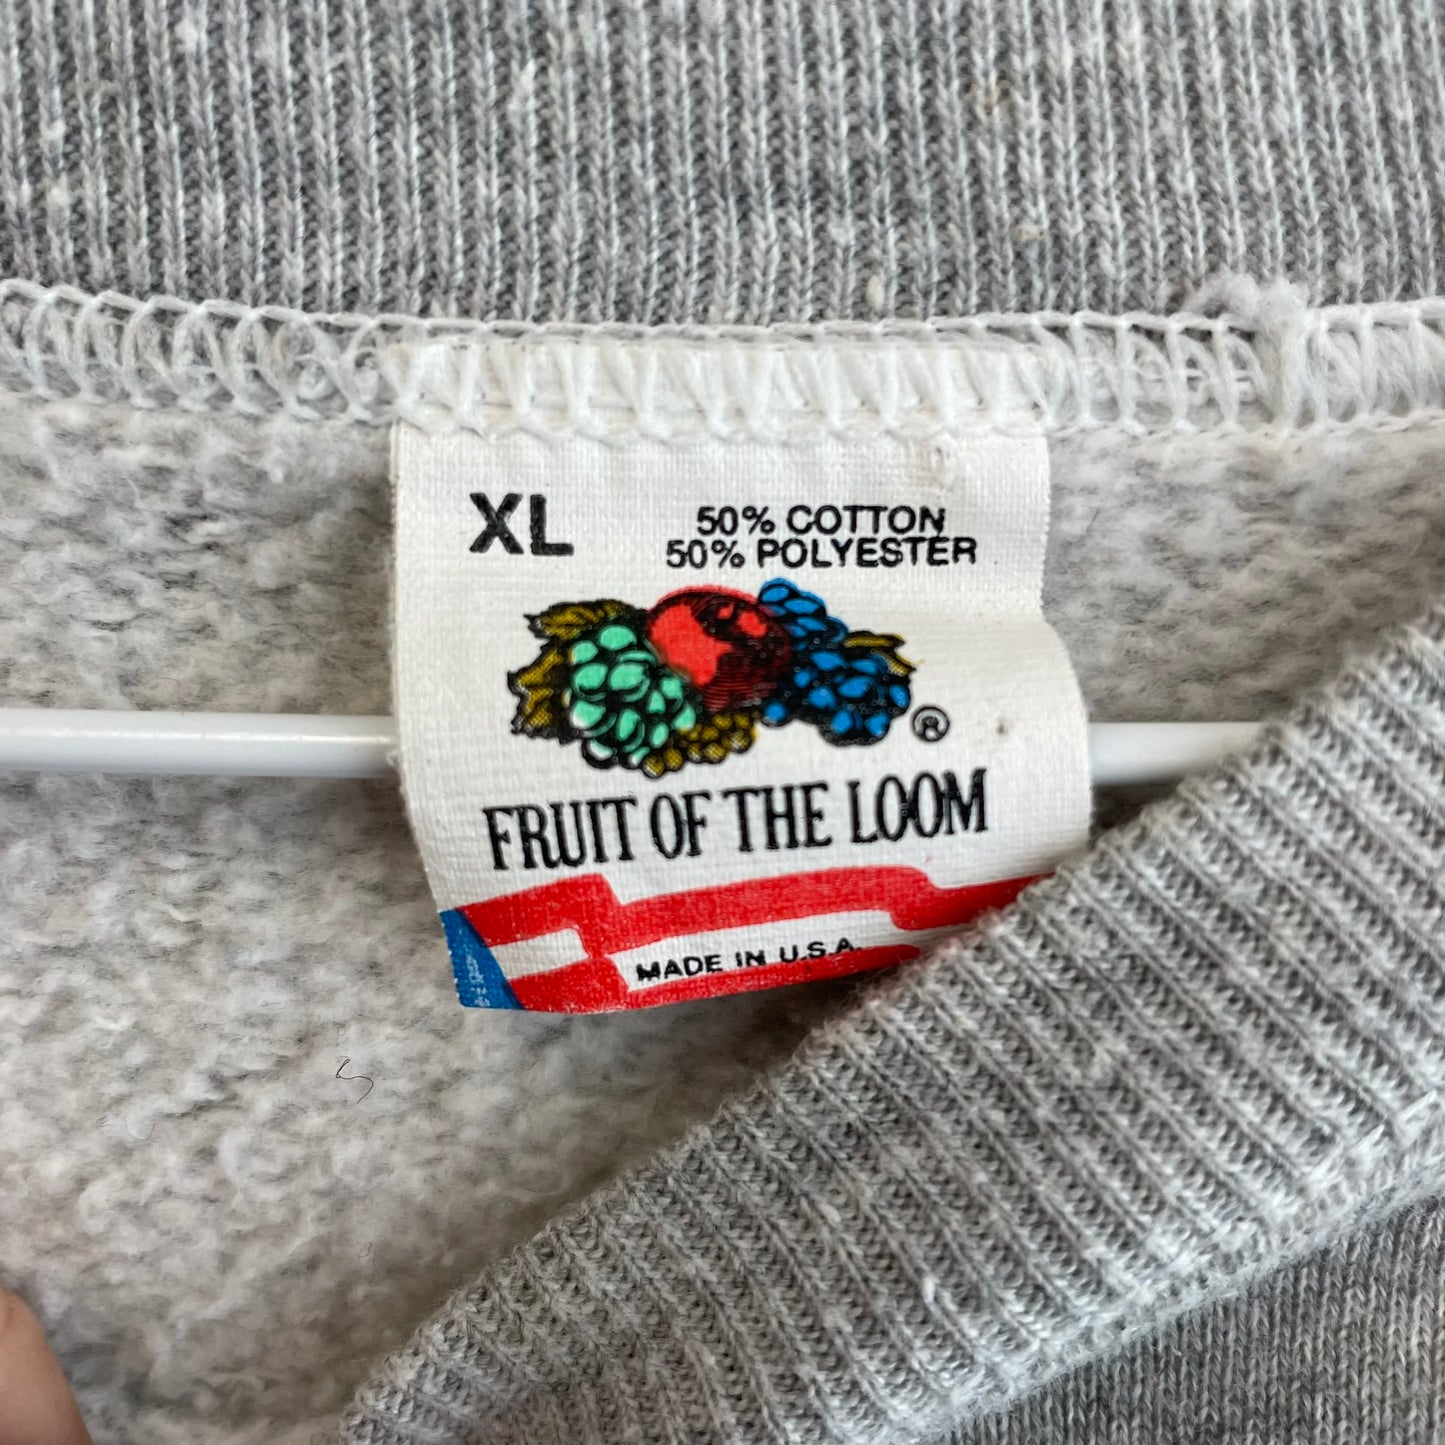 XL
50% COTTON
50% POLYESTER
®
FRUIT OF THE LOOM
MADE IN U.S.A.